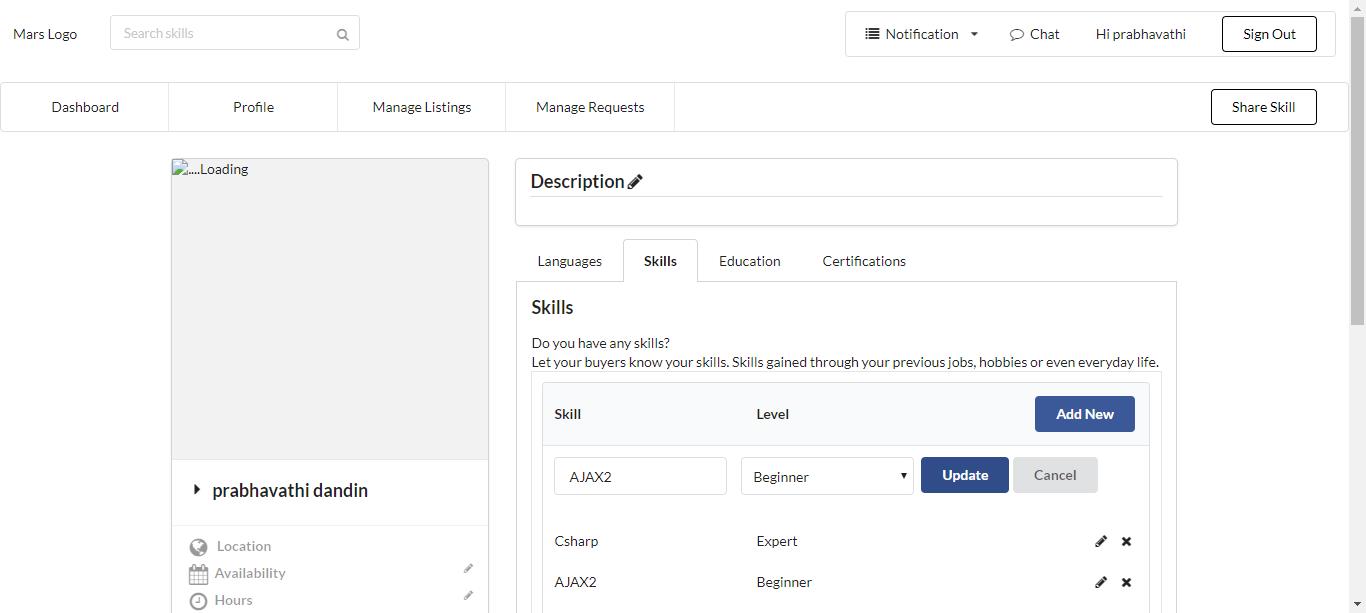 Mars Logo
Search skills
Notification
Chat
Hi prabhavathi
Sign Out
Dashboard
Profile
Manage Listings
Manage Requests
Share Skill
....Loading
prabhavathi dandin
Location
Availability
Hours
Description
Languages
Skills
Education
Certifications
Skills
Do you have any skills?
Let your buyers know your skills. Skills gained through your previous jobs, hobbies or even everyday life.
Skill Level Add New
AJAX2 Beginner Update Cancel
Csharp Expert
AJAX2 Beginner